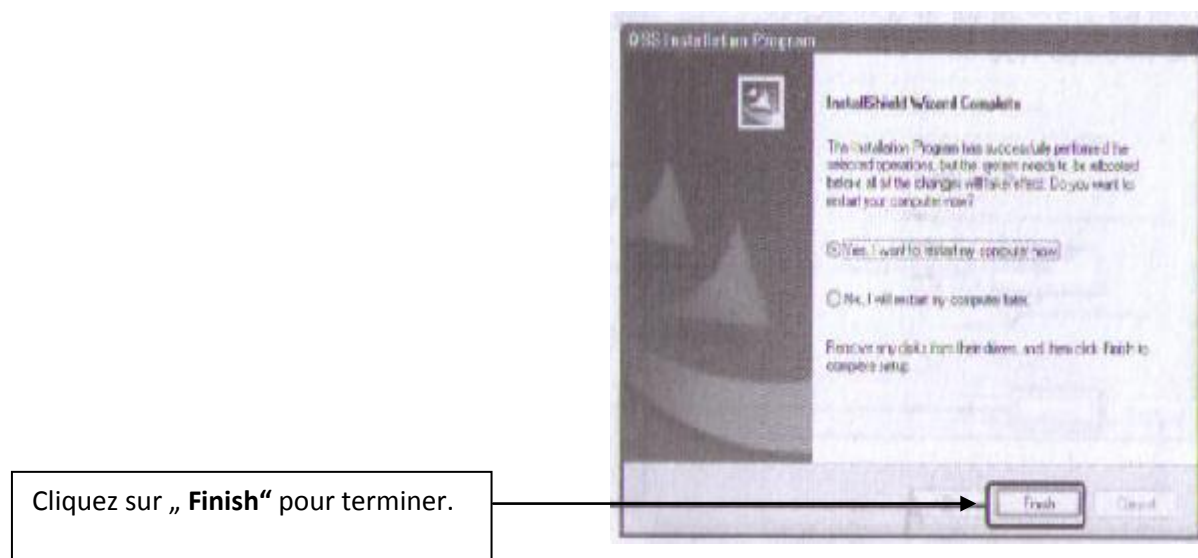 QSS Installation Program
InstallShield Wizard Complete
The Installation Program has successfully performed the
selected operations, but the system needs to be rebooted
before all of the changes will take effect. Do you want to
restart your computer now?
Yes, I want to restart my computer now.
No, I will restart my computer later.
Remove any disks from their drives, and then click Finish to
complete setup.
Cliquez sur „ Finish“ pour terminer.
Finish
Cancel